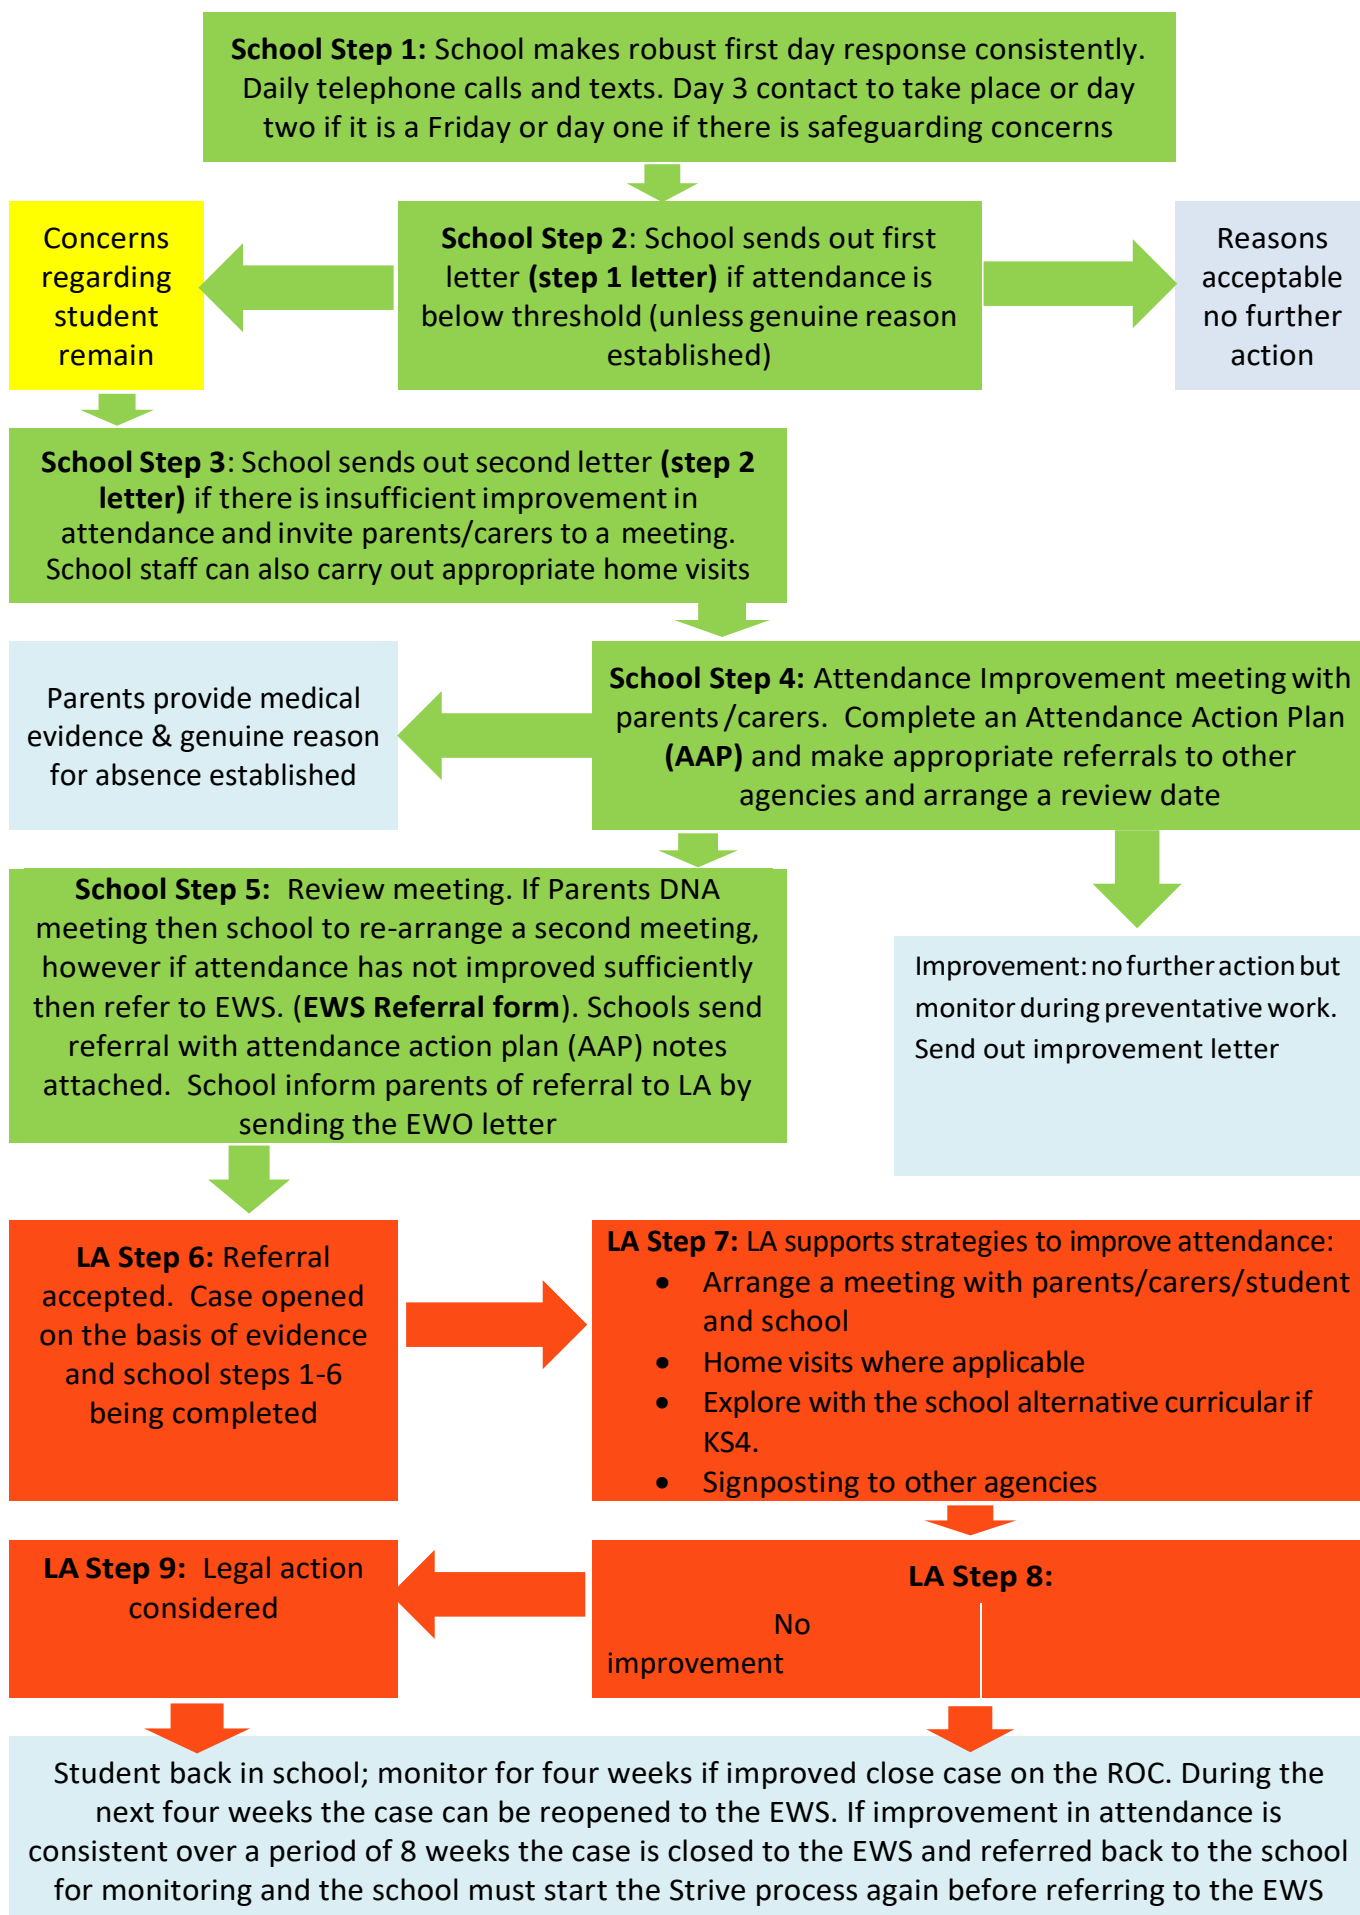 School Step 1: School makes robust first day response consistently.
Daily telephone calls and texts. Day 3 contact to take place or day
two if it is a Friday or day one if there is safeguarding concerns
Concerns
regarding
student
remain
School Step 2: School sends out first
letter (step 1 letter) if attendance is
below threshold (unless genuine reason
established)
Reasons
acceptable
no further
action
School Step 3: School sends out second letter (step 2
letter) if there is insufficient improvement in
attendance and invite parents/carers to a meeting.
School staff can also carry out appropriate home visits
Parents provide medical
evidence & genuine reason
for absence established
School Step 4: Attendance Improvement meeting with
parents/carers. Complete an Attendance Action Plan
(AAP) and make appropriate referrals to other
agencies and arrange a review date
School Step 5: Review meeting. If Parents DNA
meeting then school to re-arrange a second meeting,
however if attendance has not improved sufficiently
then refer to EWS. (EWS Referral form). Schools send
referral with attendance action plan (AAP) notes
attached. School inform parents of referral to LA by
sending the EWO letter
Improvement: no further action but
monitor during preventative work.
Send out improvement letter
LA Step 6: Referral
accepted. Case opened
on the basis of evidence
and school steps 1-6
being completed
LA Step 7: LA supports strategies to improve attendance:
• Arrange a meeting with parents/carers/student
and school
• Home visits where applicable
• Explore with the school alternative curricular if
KS4.
• Signposting to other agencies
LA Step 9: Legal action
considered
LA Step 8:
No
improvement
Student back in school; monitor for four weeks if improved close case on the ROC. During the
next four weeks the case can be reopened to the EWS. If improvement in attendance is
consistent over a period of 8 weeks the case is closed to the EWS and referred back to the school
for monitoring and the school must start the Strive process again before referring to the EWS